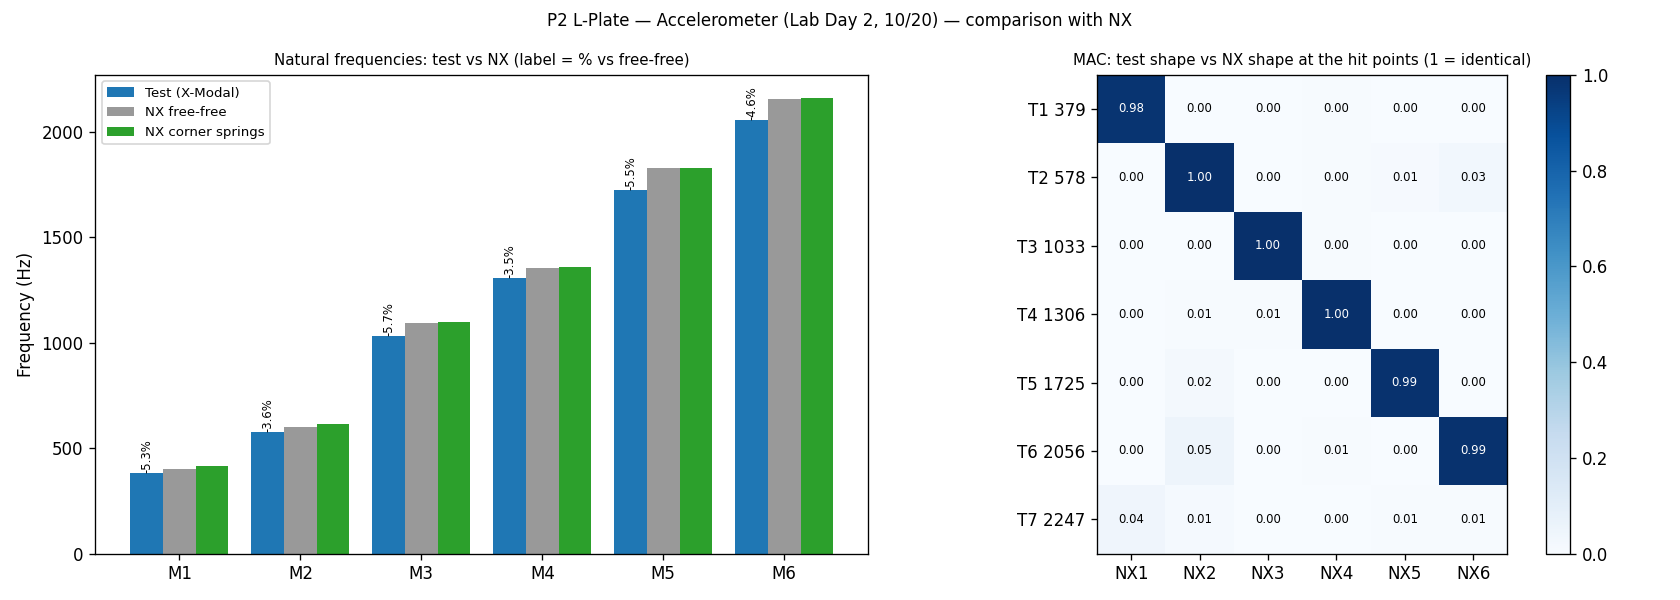 P2 L-Plate — Accelerometer (Lab Day 2, 10/20) — comparison with NX
Natural frequencies: test vs NX (label = % vs free-free)
Test (X-Modal)
NX free-free
NX corner springs
Frequency (Hz)
2000
1500
1000
500
0
-5.3%
-3.6%
-5.7%
-3.5%
-5.5%
-4.6%
M1 M2 M3 M4 M5 M6
MAC: test shape vs NX shape at the hit points (1 = identical)
T1 379 0.98 0.00 0.00 0.00 0.00 0.00
T2 578 0.00 1.00 0.00 0.00 0.01 0.03
T3 1033 0.00 0.00 1.00 0.00 0.00 0.00
T4 1306 0.00 0.01 0.01 1.00 0.00 0.00
T5 1725 0.00 0.02 0.00 0.00 0.99 0.00
T6 2056 0.00 0.05 0.00 0.01 0.00 0.99
T7 2247 0.04 0.01 0.00 0.00 0.01 0.01
NX1 NX2 NX3 NX4 NX5 NX6
1.0
0.8
0.6
0.4
0.2
0.0